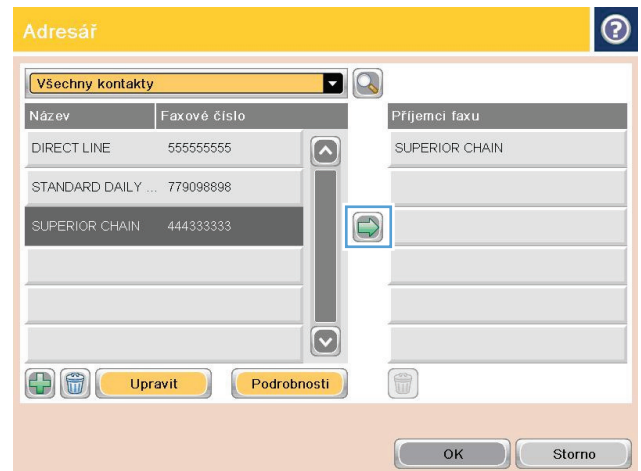 Adresář
Všechny kontakty
Název Faxové číslo
Příjemci faxu
DIRECT LINE 555555555
SUPERIOR CHAIN
STANDARD DAILY ... 779098898
SUPERIOR CHAIN 444333333
Upravit
Podrobnosti
OK
Storno